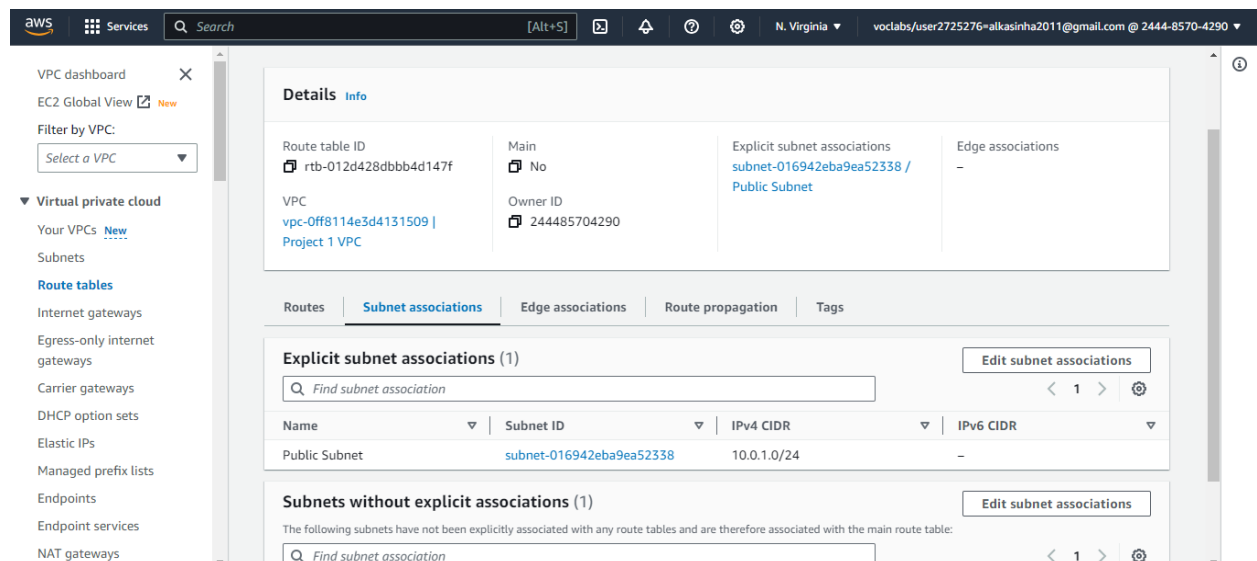 aws Services Search [Alt+S] N. Virginia voclabs/user2725276=alkasinha2011@gmail.com @ 2444-8570-4290
VPC dashboard
EC2 Global View New
Filter by VPC:
Select a VPC
Virtual private cloud
Your VPCs New
Subnets
Route tables
Internet gateways
Egress-only internet
gateways
Carrier gateways
DHCP option sets
Elastic IPs
Managed prefix lists
Endpoints
Endpoint services
NAT gateways
Details Info
Route table ID
rtb-012d428dbbb4d147f
Main
No
Explicit subnet associations
subnet-016942eba9ea52338 /
Public Subnet
Edge associations
–
VPC
vpc-0ff8114e3d4131509 |
Project 1 VPC
Owner ID
244485704290
Routes Subnet associations Edge associations Route propagation Tags
Explicit subnet associations (1) Edit subnet associations
Find subnet association 1
Name Subnet ID IPv4 CIDR IPv6 CIDR
Public Subnet subnet-016942eba9ea52338 10.0.1.0/24 –
Subnets without explicit associations (1) Edit subnet associations
The following subnets have not been explicitly associated with any route tables and are therefore associated with the main route table:
Find subnet association 1